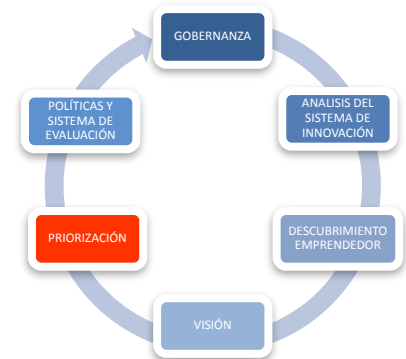 GOBERNANZA
ANALISIS DEL
SISTEMA DE
INNOVACIÓN
DESCUBRIMIENTO
EMPRENDEDOR
VISIÓN
PRIORIZACIÓN
POLÍTICAS Y
SISTEMA DE
EVALUACIÓN